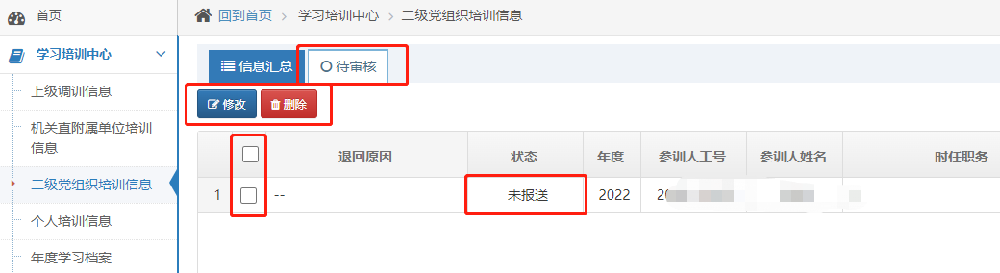 首页
回到首页 > 学习培训中心 > 二级党组织培训信息
学习培训中心
信息汇总 待审核
上级调训信息
修改 删除
机关直附属单位培训
信息
二级党组织培训信息
个人培训信息
年度学习档案
退回原因 状态 年度 参训人工号 参训人姓名 时任职务
1 -- 未报送 2022